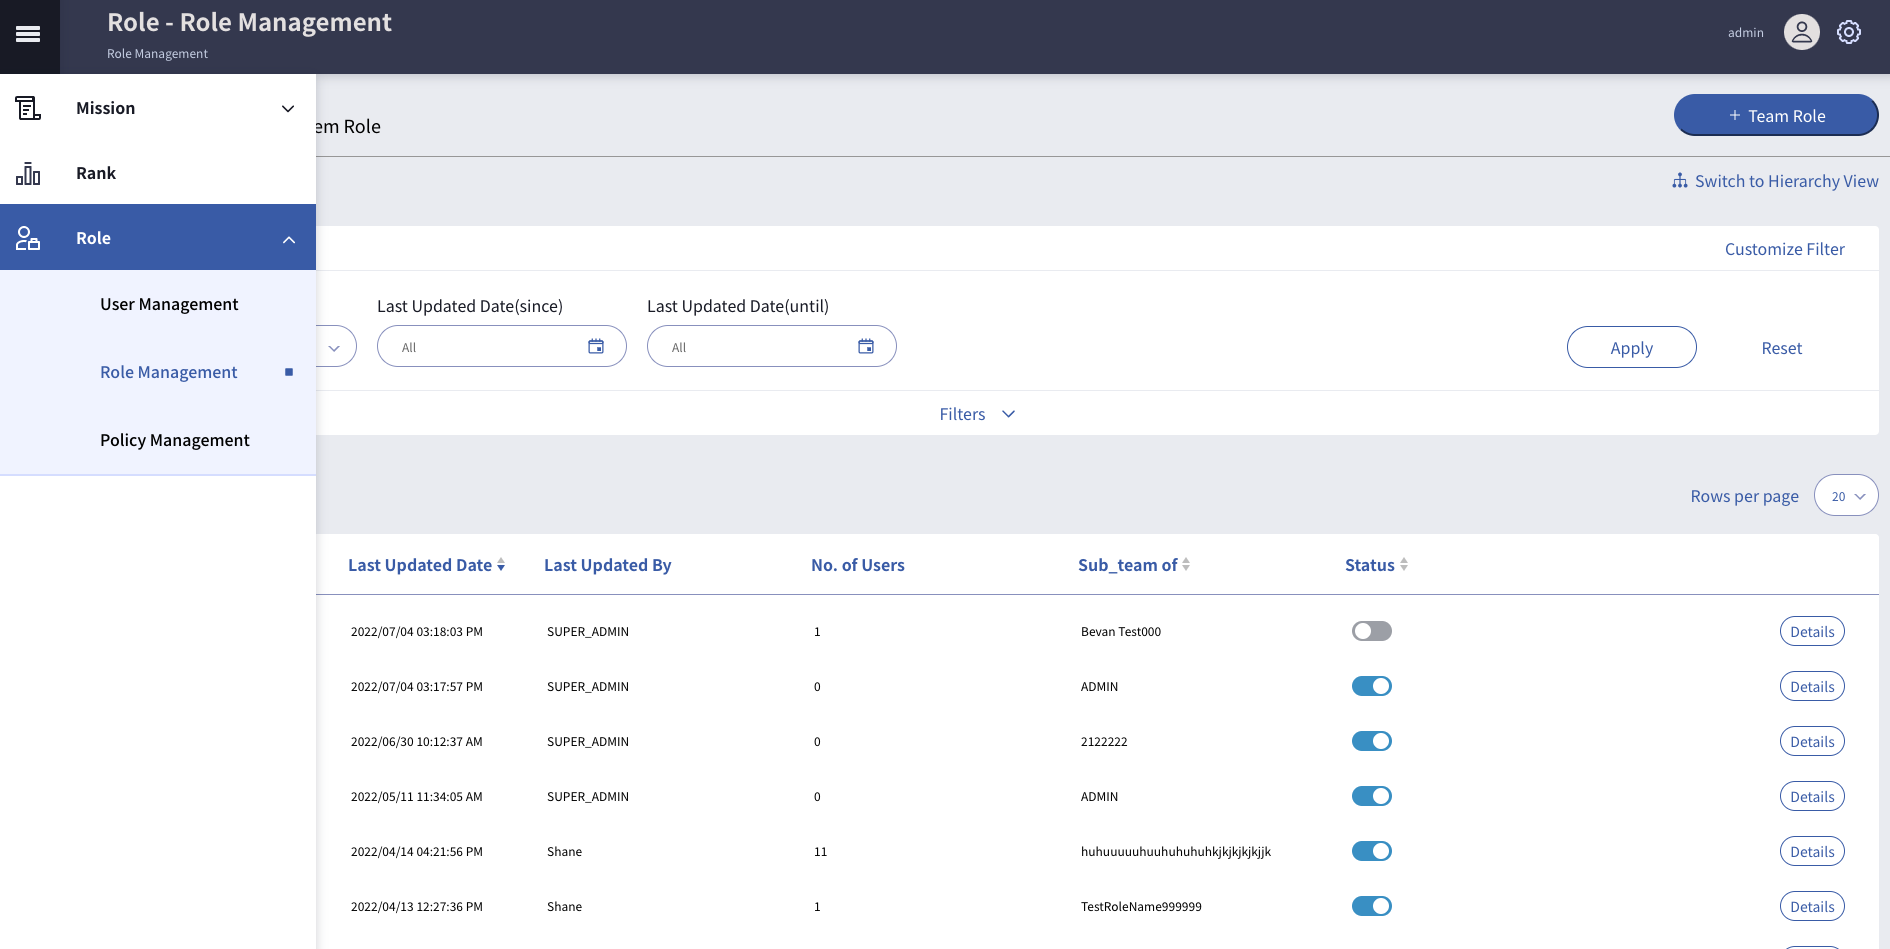 Role - Role Management
Role Management
admin
Mission
Rank
Role
User Management
Role Management
Policy Management
em Role
+ Team Role
Switch to Hierarchy View
Customize Filter
Last Updated Date(since)
Last Updated Date(until)
All
All
Apply
Reset
Filters
Rows per page
20
Last Updated Date
Last Updated By
No. of Users
Sub_team of
Status
2022/07/04 03:18:03 PM SUPER_ADMIN 1 Bevan Test000 Details
2022/07/04 03:17:57 PM SUPER_ADMIN 0 ADMIN Details
2022/06/30 10:12:37 AM SUPER_ADMIN 0 2122222 Details
2022/05/11 11:34:05 AM SUPER_ADMIN 0 ADMIN Details
2022/04/14 04:21:56 PM Shane 11 huhuuuuuhuuhuhuhuhkjkjkjkjkjjk Details
2022/04/13 12:27:36 PM Shane 1 TestRoleName999999 Details